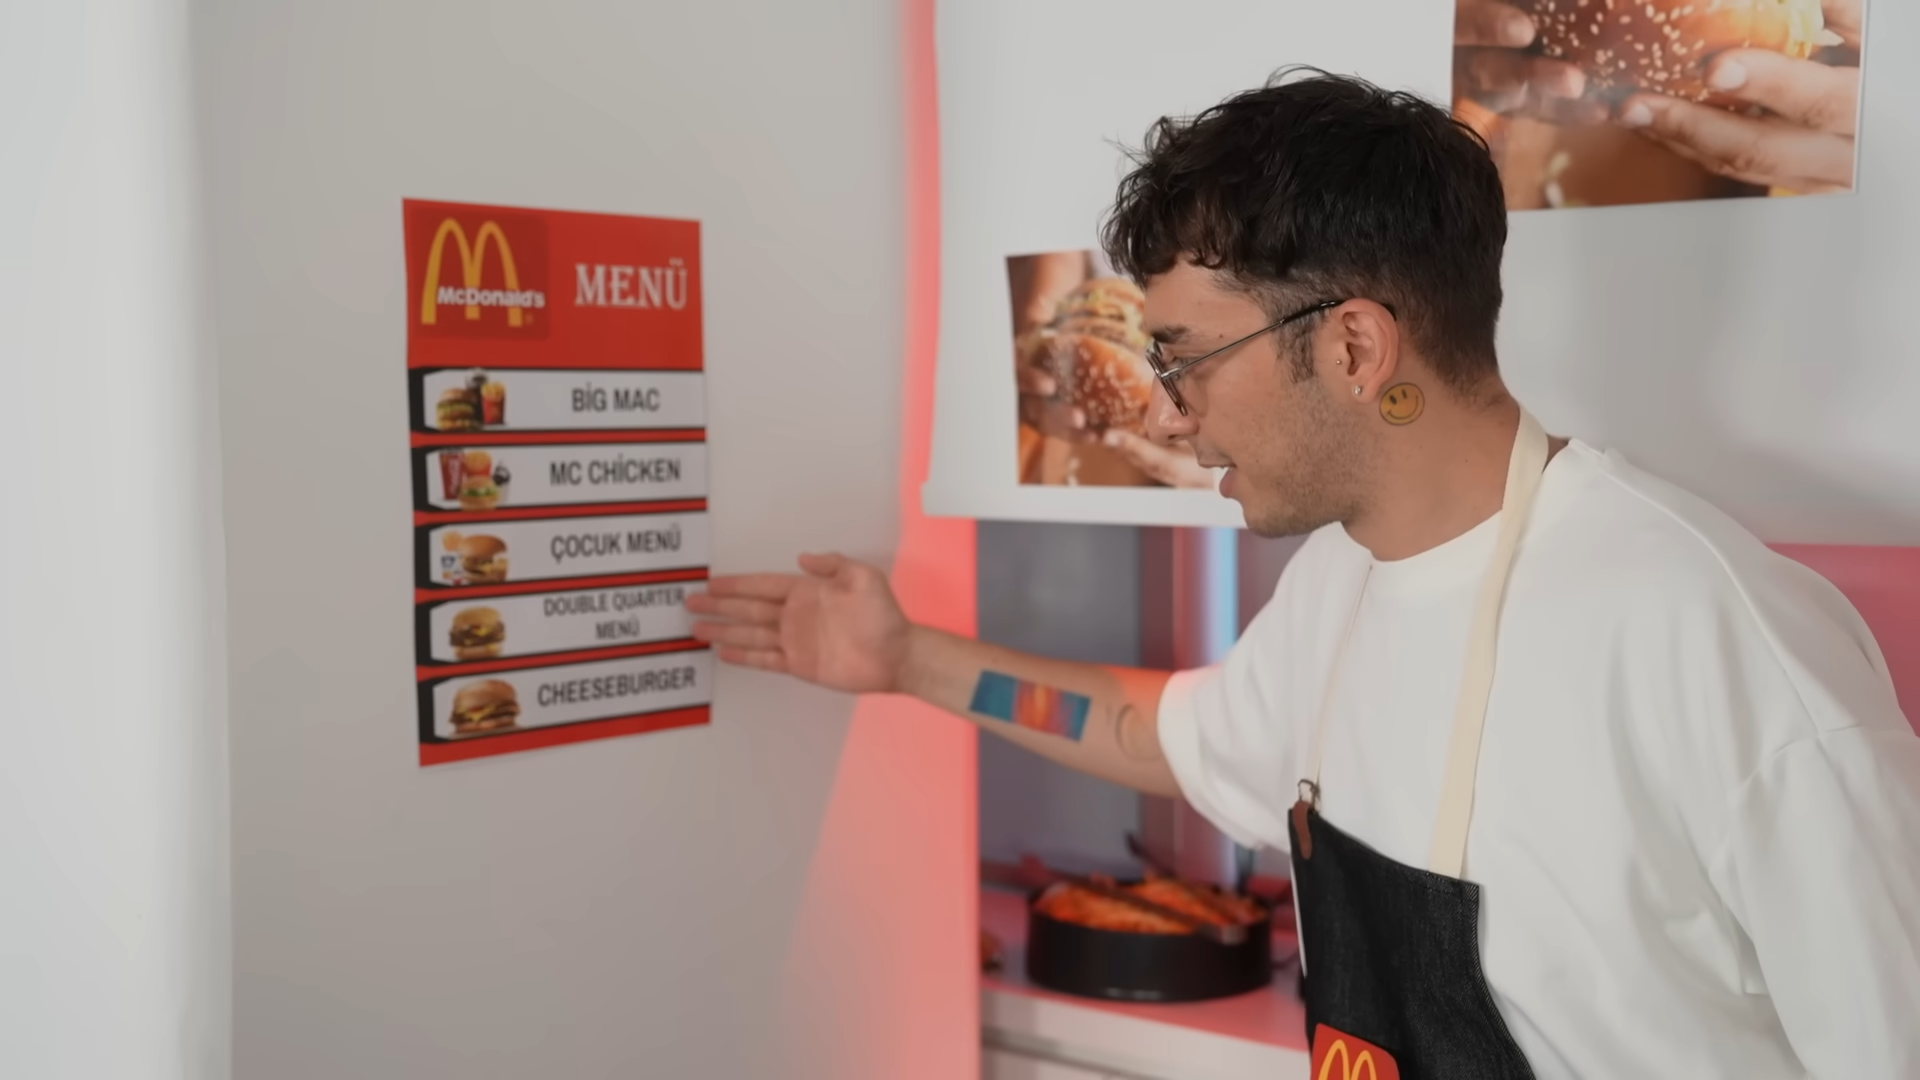 McDonald's
MENÜ
BİG MAC
MC CHİCKEN
ÇOCUK MENÜ
DOUBLE QUARTER
MENÜ
CHEESEBURGER